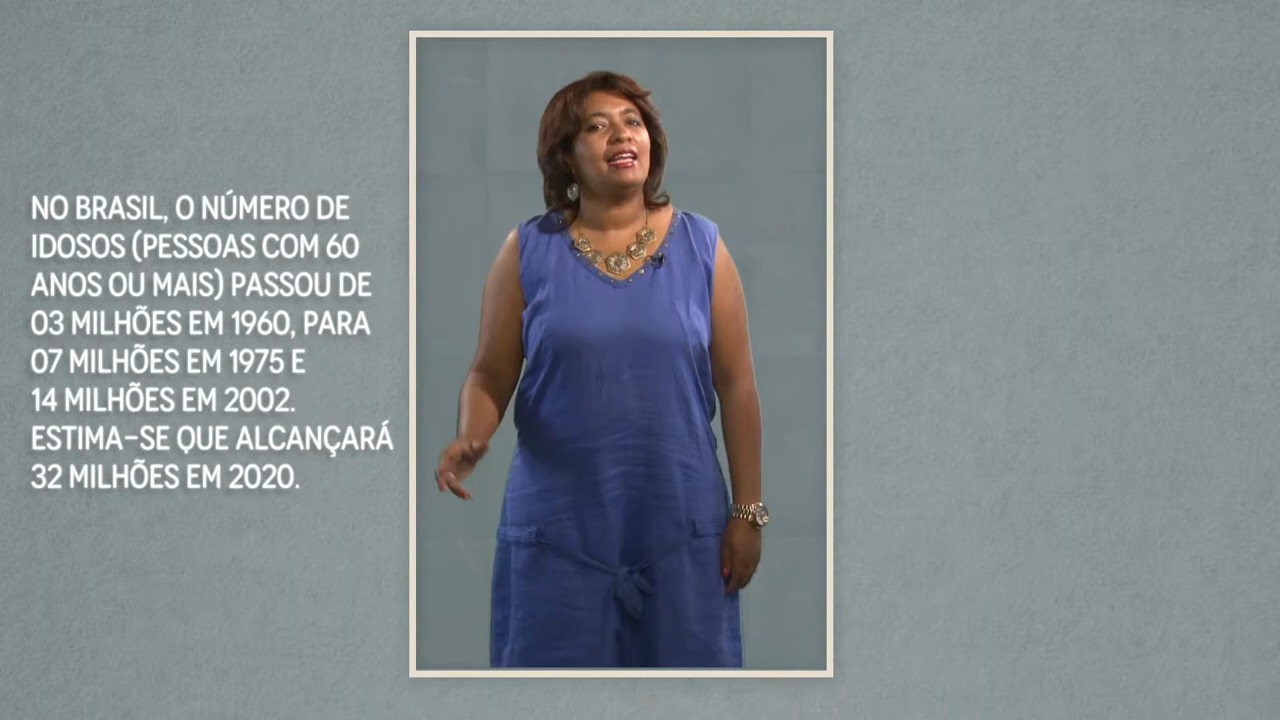 NO BRASIL, O NÚMERO DE
IDOSOS (PESSOAS COM 60
ANOS OU MAIS) PASSOU DE
03 MILHÕES EM 1960, PARA
07 MILHÕES EM 1975 E
14 MILHÕES EM 2002.
ESTIMA-SE QUE ALCANÇARÁ
32 MILHÕES EM 2020.